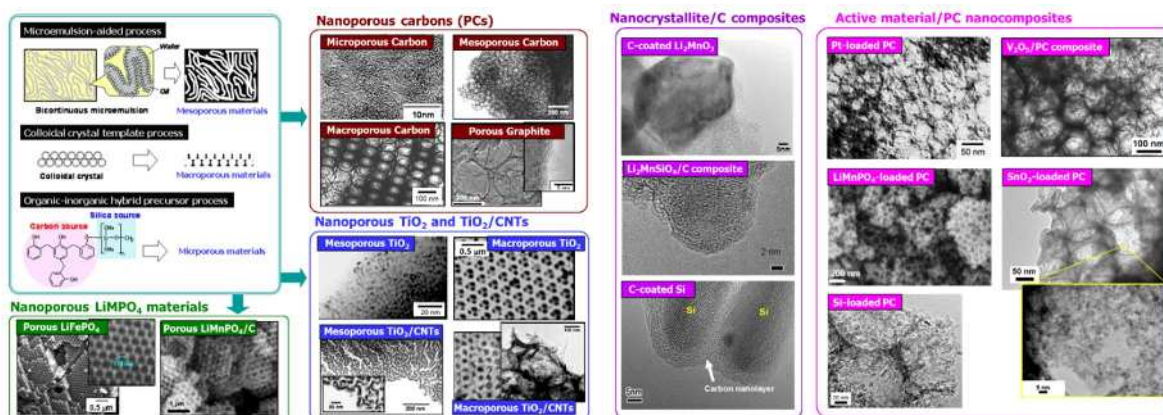 Microemulsion-aided process
Water
Oil
Bicontinuous microemulsion
Mesoporous materials
Colloidal crystal template process
Colloidal crystal
Macroporous materials
Organic-inorganic hybrid precursor process
Silica source
Carbon source
Micrporous materials
Nanoporous LiMPO₄ materials
Porous LiFePO₄
0.5 μm
Porous LiMnPO₄/C
1μm
Nanoporous carbons (PCs)
Microporous Carbon
10nm
Mesoporous Carbon
Macroporous Carbon
100 nm
Porous Graphite
200 nm
Nanoporous TiO₂ and TiO₂/CNTs
Mesoporous TiO₂
20 nm
0.5 μm
Macroporous TiO₂
Mesoporous TiO₂/CNTs
200 nm
Macroporous TiO₂/CNTs
Nanocrystallite/C composites
C-coated Li₂MnO₃
5nm
Li₂MnSiO₄/C composite
2 nm
C-coated Si
Si
Si
Carbon nanolayer
5nm
Active material/PC nanocomposites
Pt-loaded PC
50 nm
V₂O₅/PC composite
100 nm
LiMnPO₄-loaded PC
200 nm
SnO₂-loaded PC
50 nm
Si-loaded PC